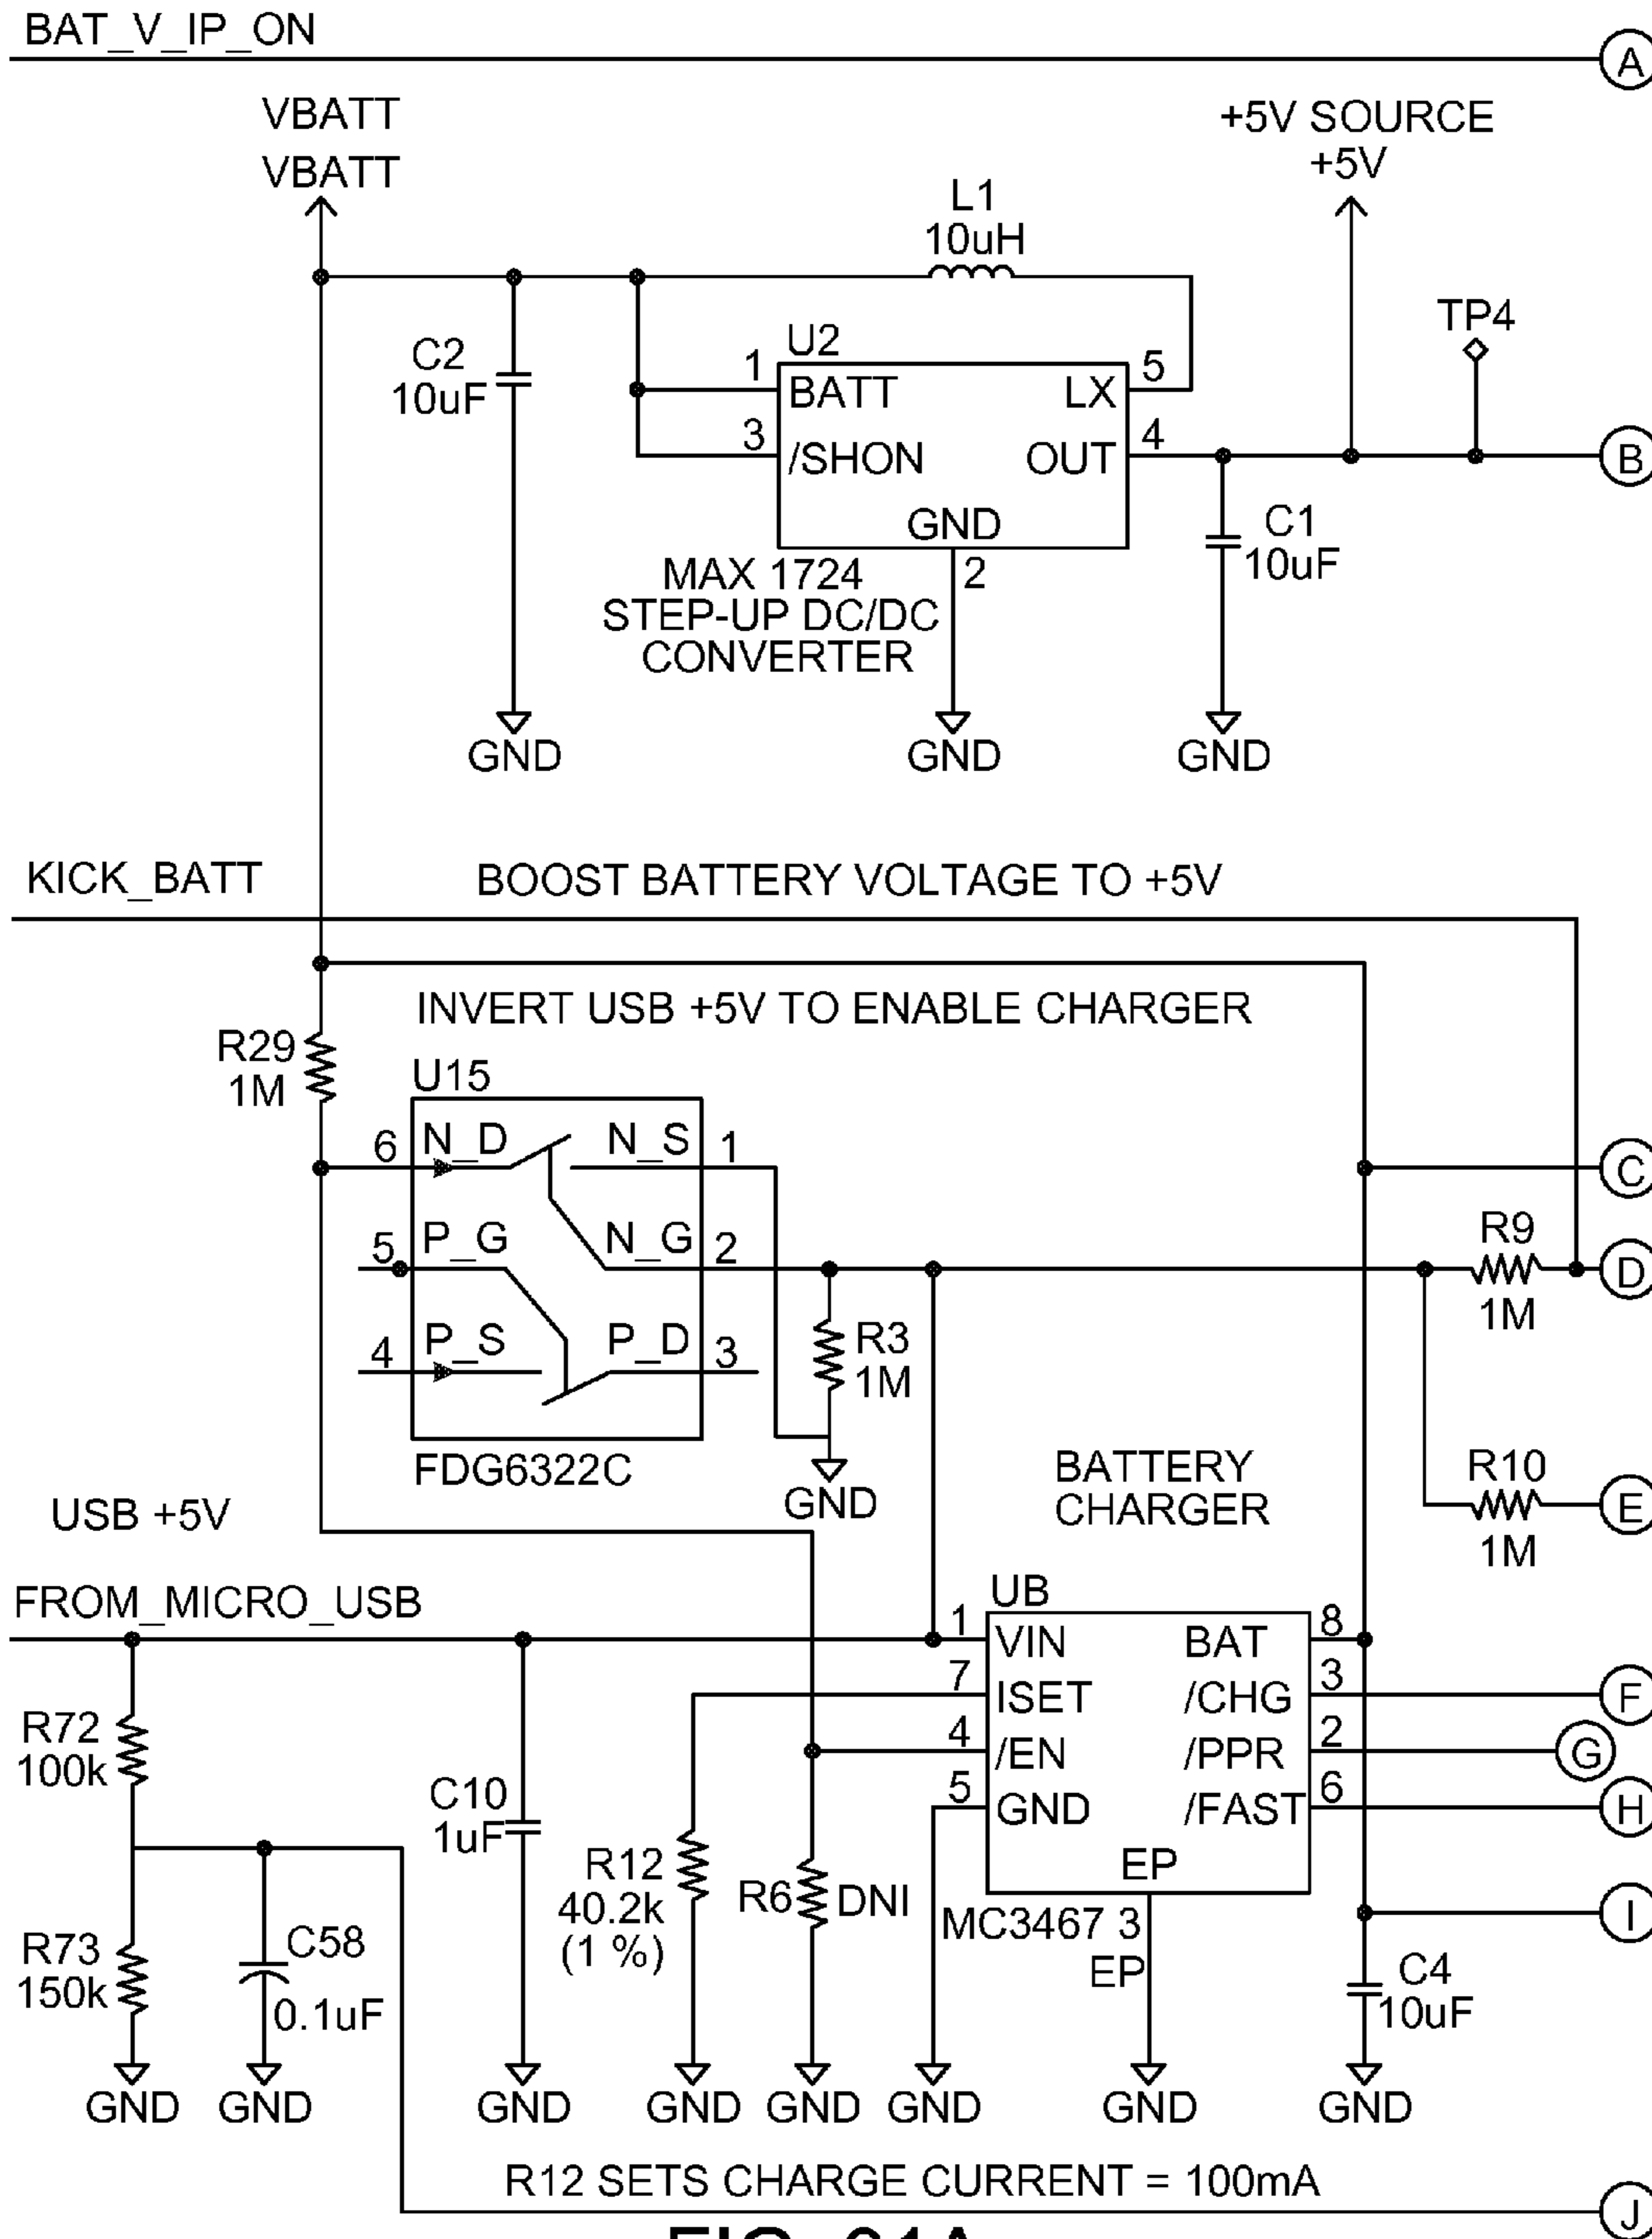 BAT_V_IP_ON
A
VBATT
VBATT
+5V SOURCE
+5V
L1
10uH
TP4
C2
10uF
U2
1
BATT
LX
5
3
/SHON
OUT
4
B
GND
2
C1
10uF
MAX 1724
STEP-UP DC/DC
CONVERTER
GND
GND
GND
KICK_BATT
BOOST BATTERY VOLTAGE TO +5V
INVERT USB +5V TO ENABLE CHARGER
R29
1M
U15
6
N_D
N_S
1
C
5
P_G
N_G
2
R9
1M
D
4
P_S
P_D
3
R3
1M
FDG6322C
GND
BATTERY
CHARGER
R10
1M
E
USB +5V
FROM_MICRO_USB
UB
1
VIN
BAT
8
7
ISET
/CHG
3
F
4
/EN
/PPR
2
G
5
GND
/FAST
6
H
EP
R72
100k
C10
1uF
R12
40.2k
(1 %)
R6
DNI
MC3467 3
EP
I
R73
150k
C58
0.1uF
C4
10uF
GND
GND
GND
GND
GND
GND
GND
GND
R12 SETS CHARGE CURRENT = 100mA
J